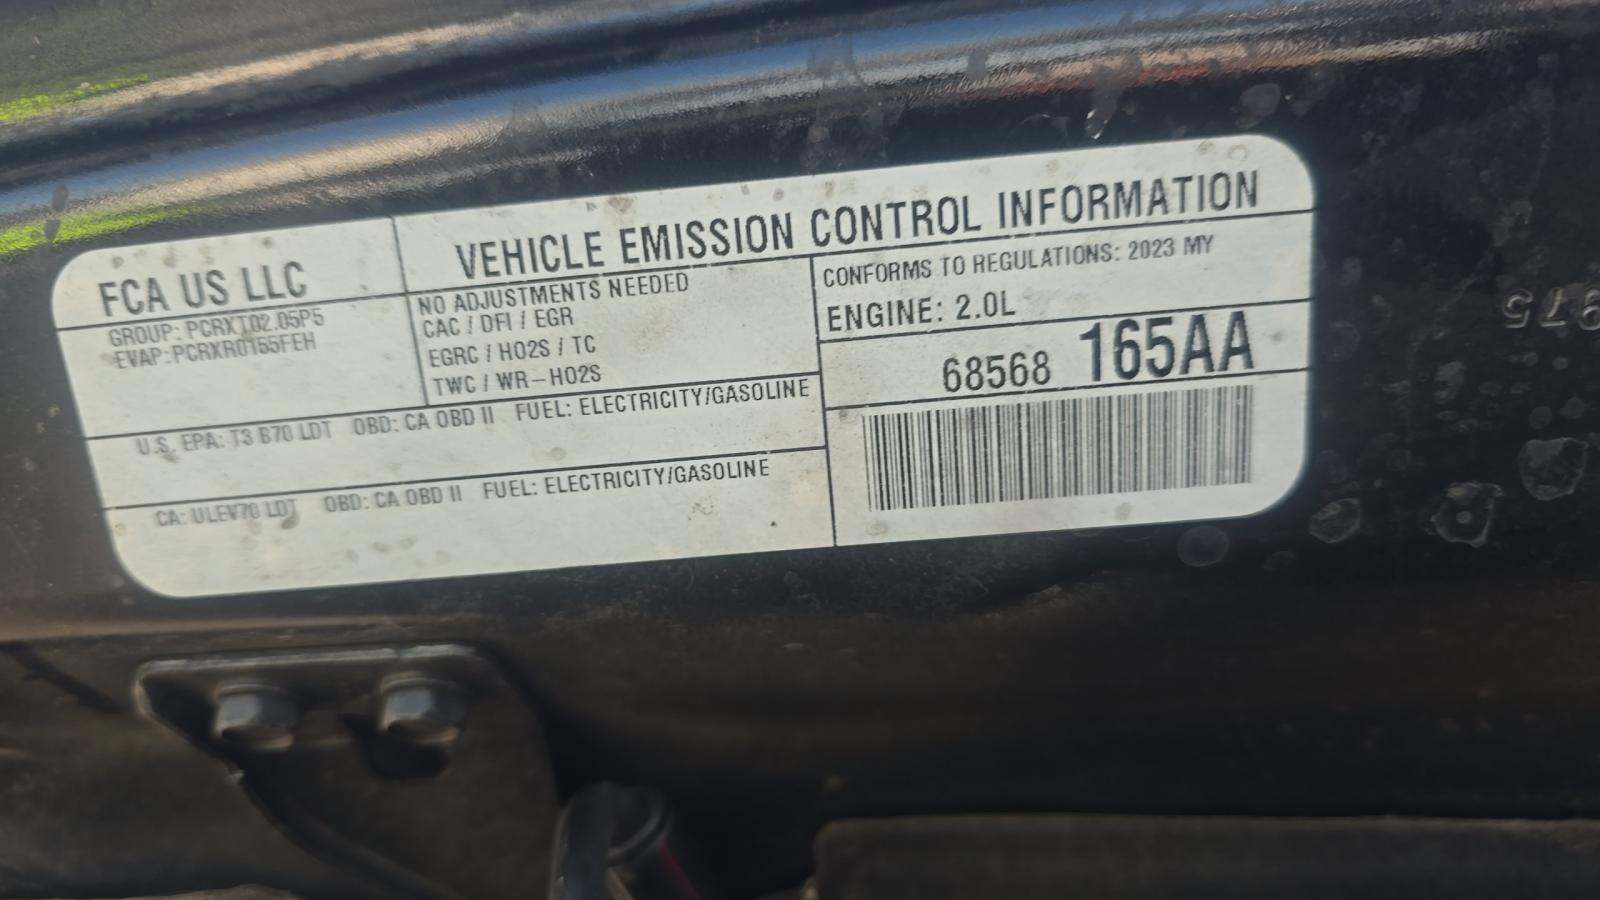 VEHICLE EMISSION CONTROL INFORMATION
FCA US LLC
GROUP: PCRXT02.05P5
EVAP: PCRXR0155FEH
NO ADJUSTMENTS NEEDED
CAC / DFI / EGR
EGRC / HO2S / TC
TWC / WR-HO2S
CONFORMS TO REGULATIONS: 2023 MY
ENGINE: 2.0L
68568 165AA
U.S. EPA: T3 B70 LDT OBD: CA OBD II FUEL: ELECTRICITY/GASOLINE
CA: ULEV70 LDT OBD: CA OBD II FUEL: ELECTRICITY/GASOLINE